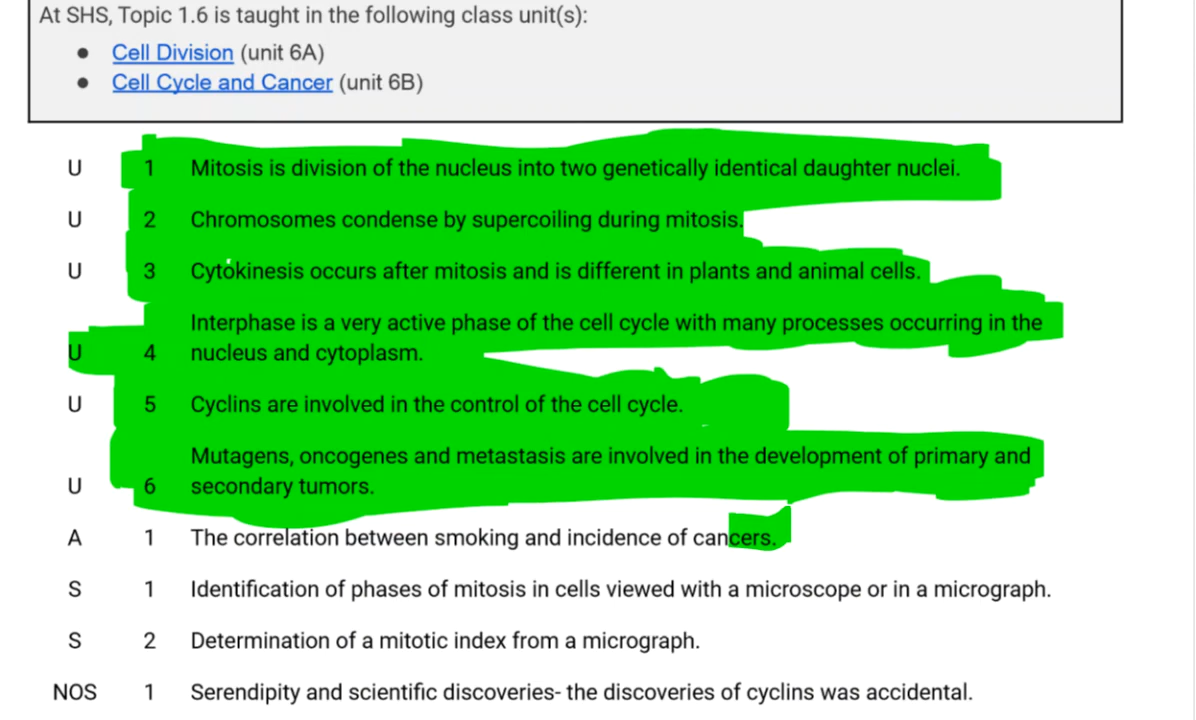 At SHS, Topic 1.6 is taught in the following class unit(s):
● Cell Division (unit 6A)
● Cell Cycle and Cancer (unit 6B)
U 1 Mitosis is division of the nucleus into two genetically identical daughter nuclei.
U 2 Chromosomes condense by supercoiling during mitosis.
U 3 Cytokinesis occurs after mitosis and is different in plants and animal cells.
Interphase is a very active phase of the cell cycle with many processes occurring in the
U 4 nucleus and cytoplasm.
U 5 Cyclins are involved in the control of the cell cycle.
Mutagens, oncogenes and metastasis are involved in the development of primary and
U 6 secondary tumors.
A 1 The correlation between smoking and incidence of cancers.
S 1 Identification of phases of mitosis in cells viewed with a microscope or in a micrograph.
S 2 Determination of a mitotic index from a micrograph.
NOS 1 Serendipity and scientific discoveries- the discoveries of cyclins was accidental.